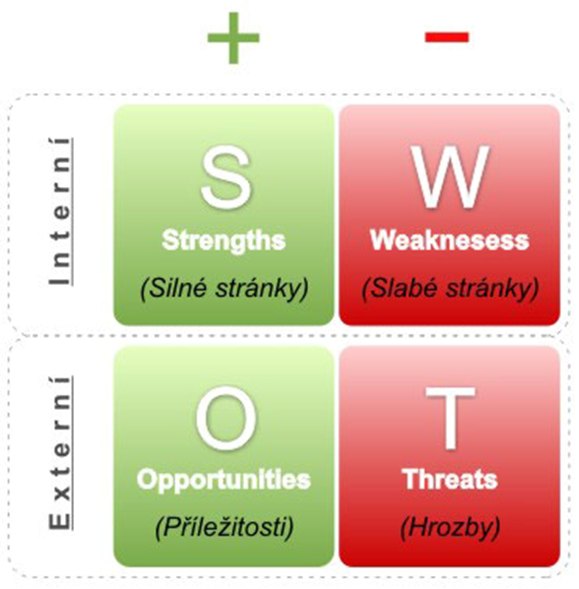 + −
Interní
S
Strengths
(Silné stránky)
W
Weaknesess
(Slabé stránky)
Externí
O
Opportunities
(Příležitosti)
T
Threats
(Hrozby)